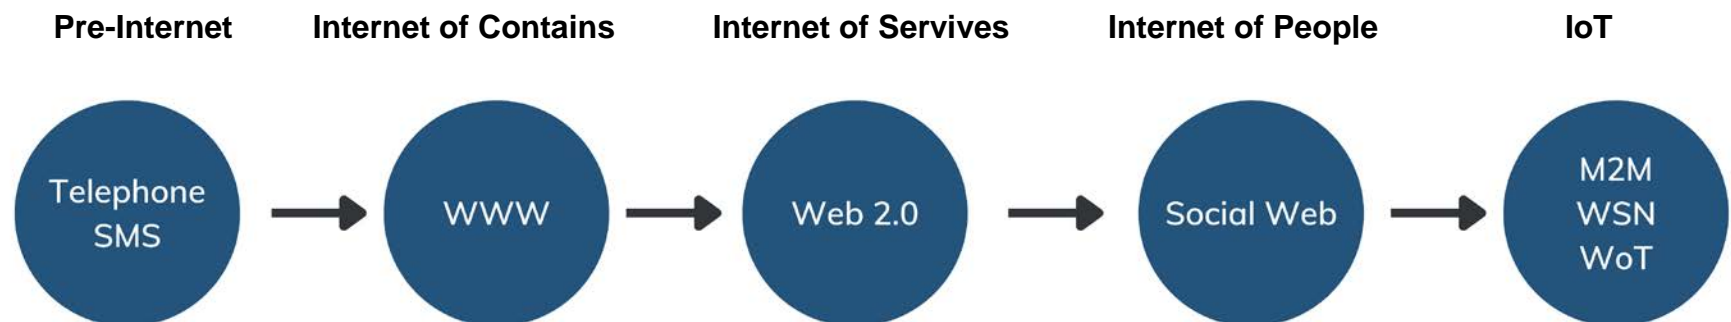 Pre-Internet
Internet of Contains
Internet of Servives
Internet of People
IoT
Telephone
SMS
WWW
Web 2.0
Social Web
M2M
WSN
WoT